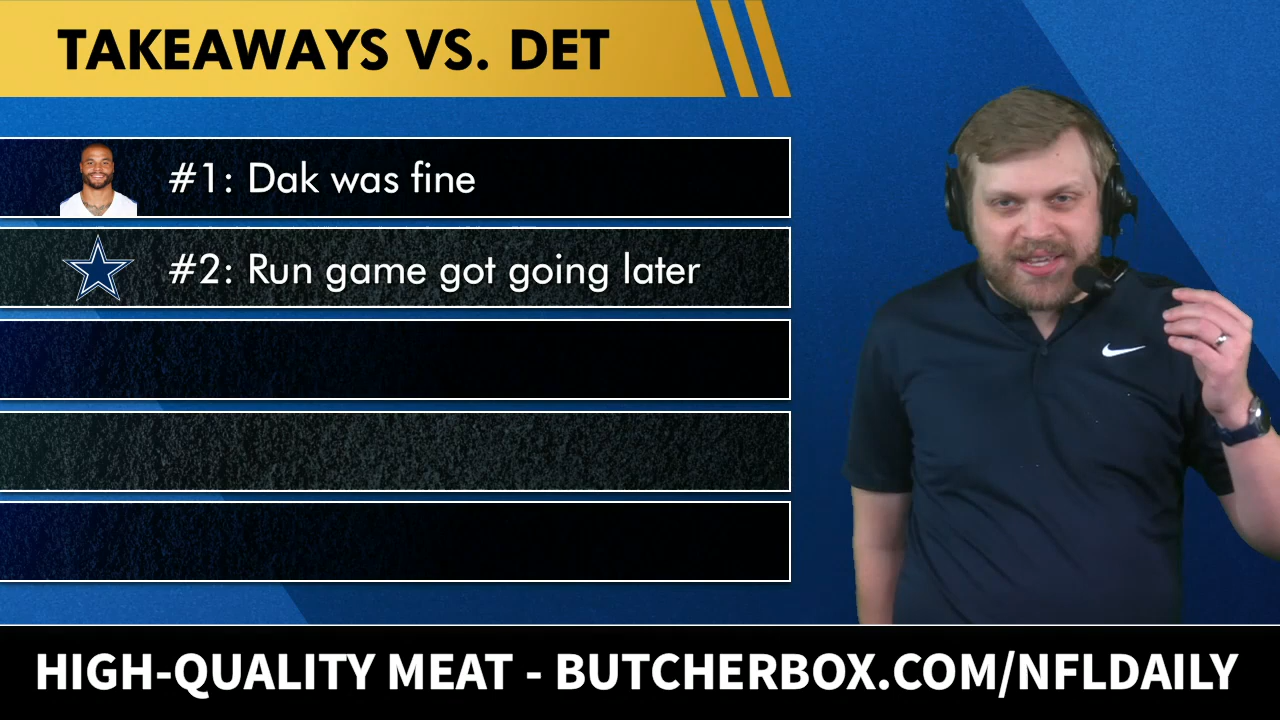 TAKEAWAYS VS. DET
#1: Dak was fine
#2: Run game got going later
HIGH-QUALITY MEAT - BUTCHERBOX.COM/NFLDAILY